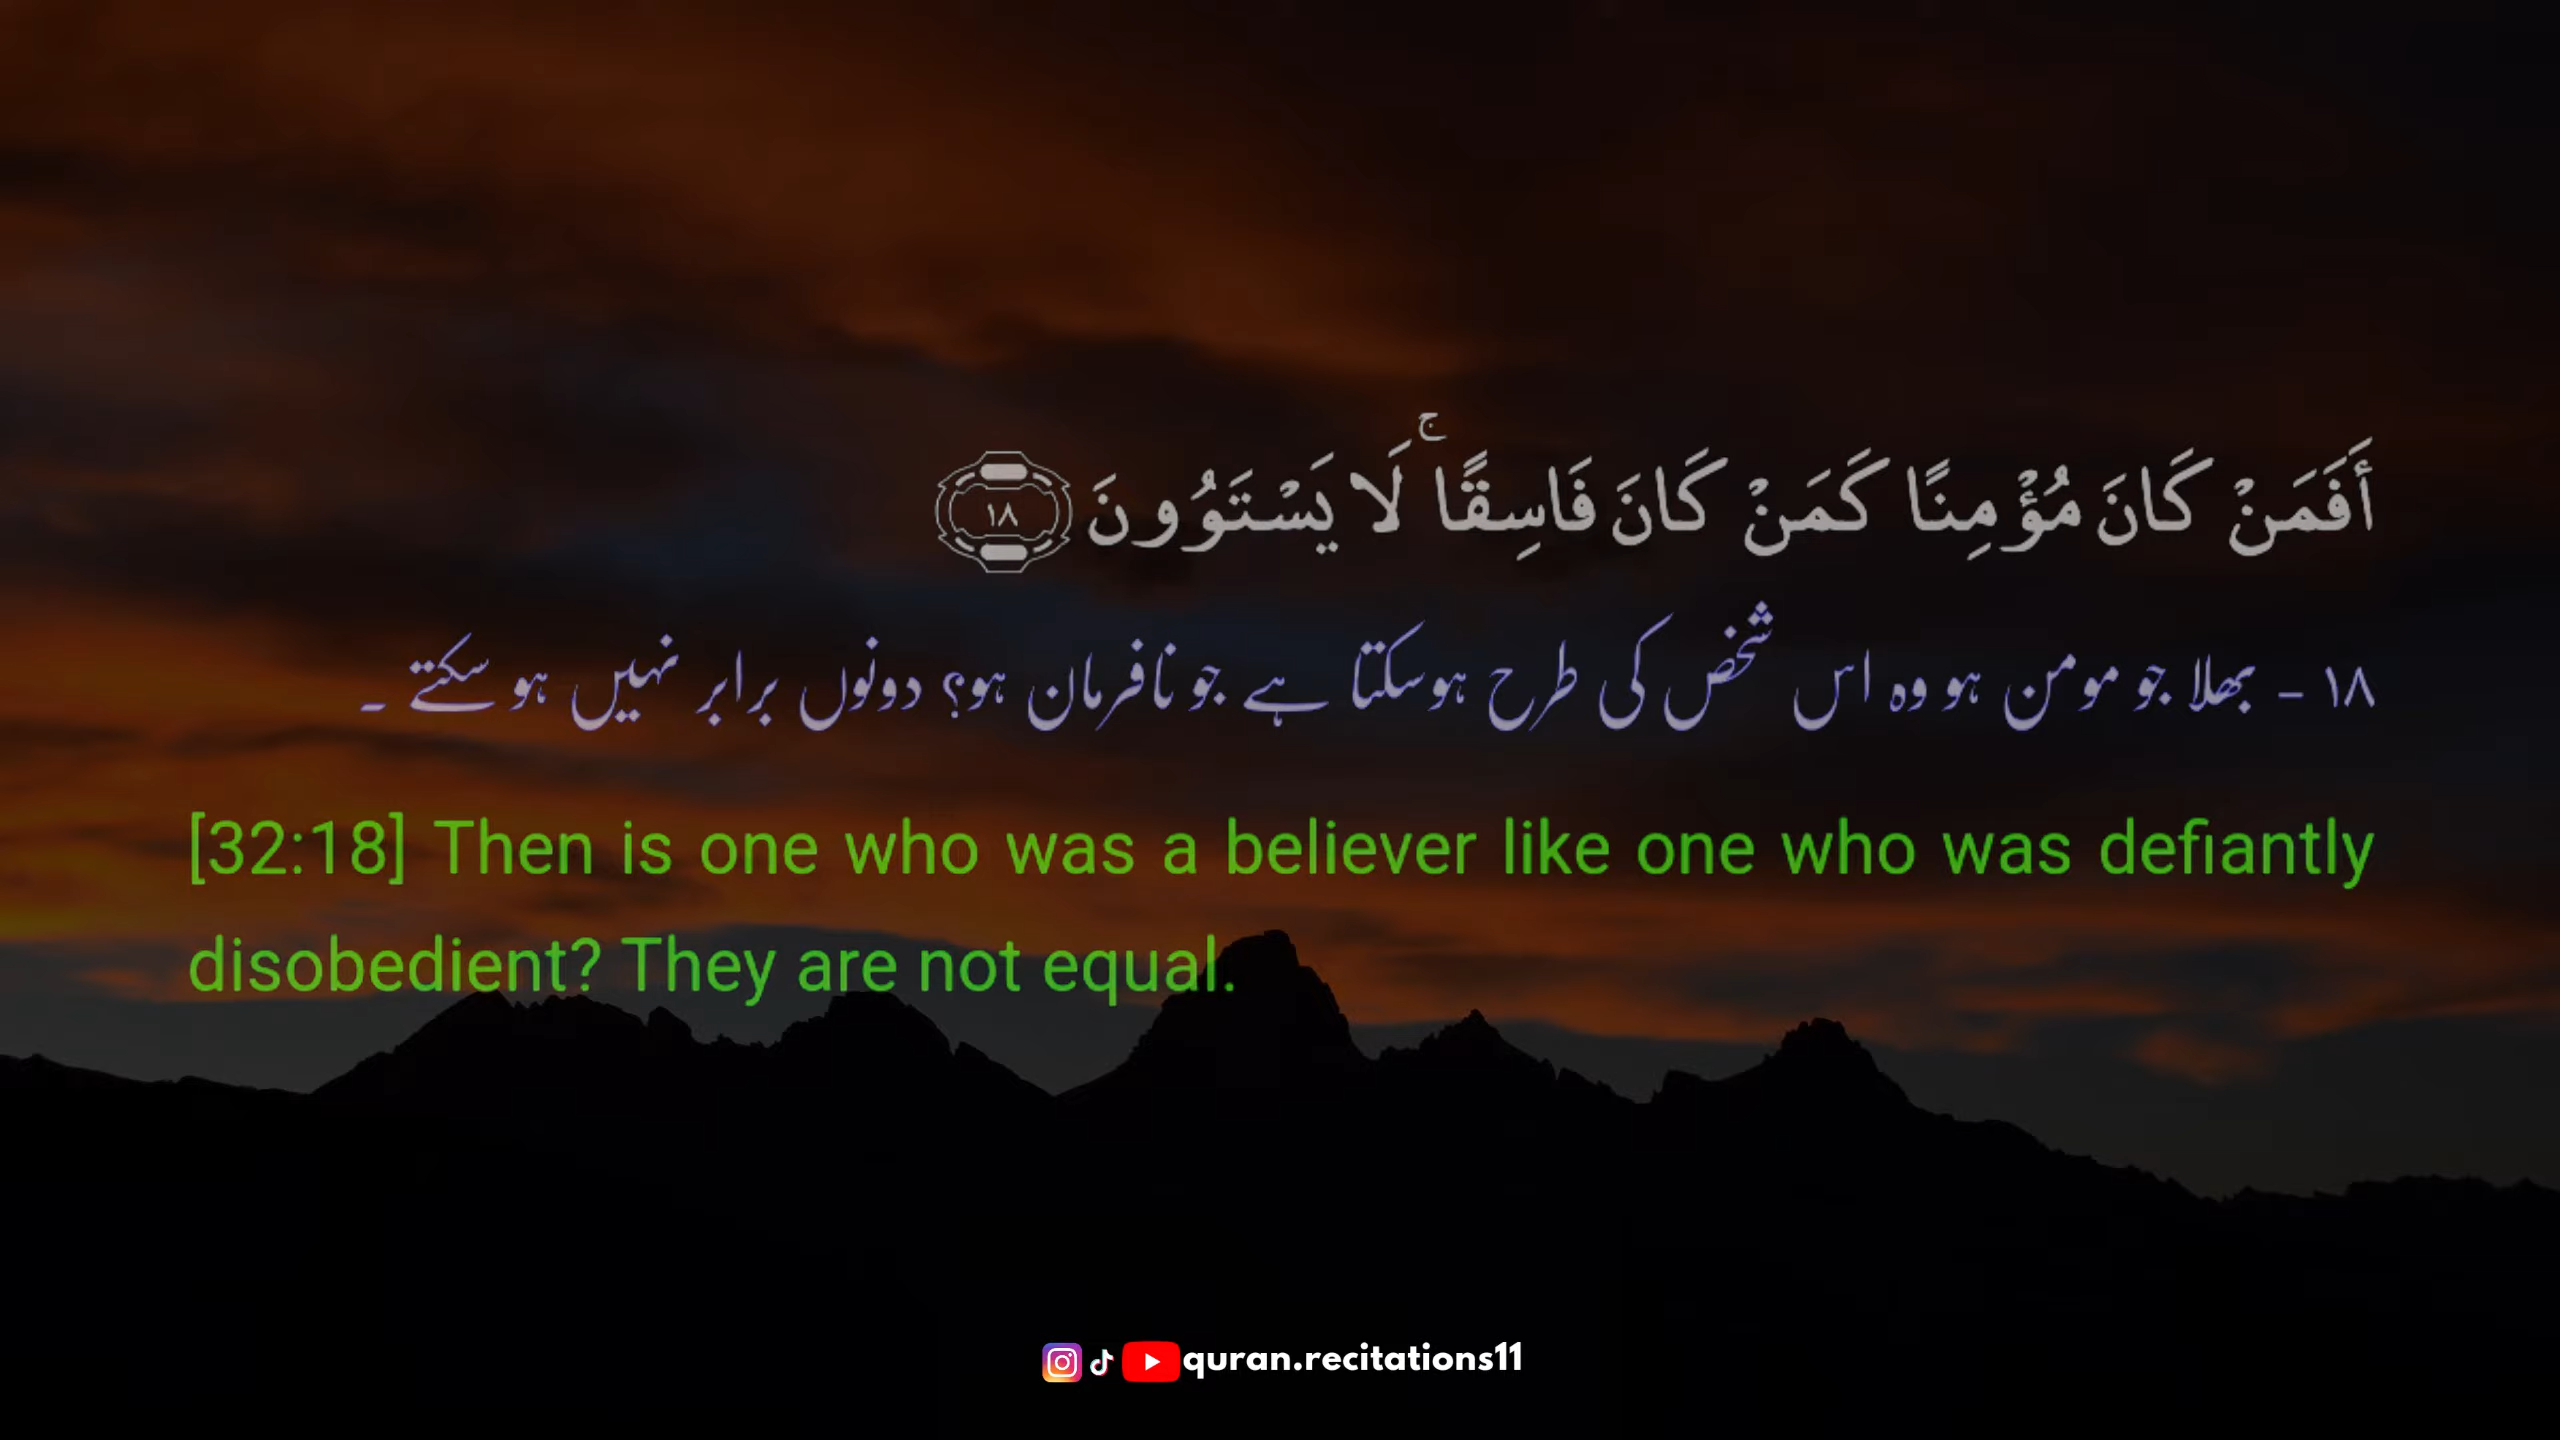 أَفَمَنْ كَانَ مُؤْمِنًا كَمَنْ كَانَ فَاسِقًا ۚ لَا يَسْتَوُونَ ١٨
١٨ - بھلا جو مومن ہو وہ اس شخص کی طرح ہوسکتا ہے جو نافرمان ہو؟ دونوں برابر نہیں ہو سکتے ۔
[32:18] Then is one who was a believer like one who was defiantly
disobedient? They are not equal.
quran.recitations11